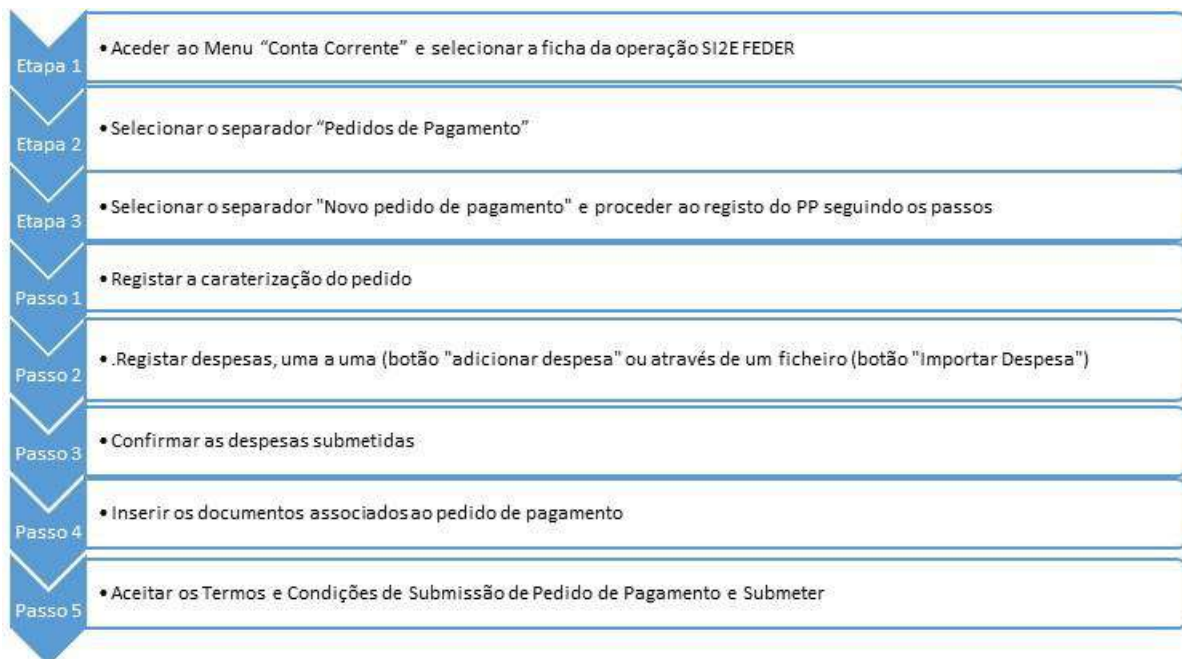 Etapa 1
• Aceder ao Menu “Conta Corrente” e selecionar a ficha da operação SI2E FEDER
Etapa 2
• Selecionar o separador “Pedidos de Pagamento”
Etapa 3
• Selecionar o separador "Novo pedido de pagamento" e proceder ao registo do PP seguindo os passos
Passo 1
• Registar a caraterização do pedido
Passo 2
• .Registar despesas, uma a uma (botão "adicionar despesa" ou através de um ficheiro (botão "Importar Despesa")
Passo 3
• Confirmar as despesas submetidas
Passo 4
• Inserir os documentos associados ao pedido de pagamento
Passo 5
• Aceitar os Termos e Condições de Submissão de Pedido de Pagamento e Submeter